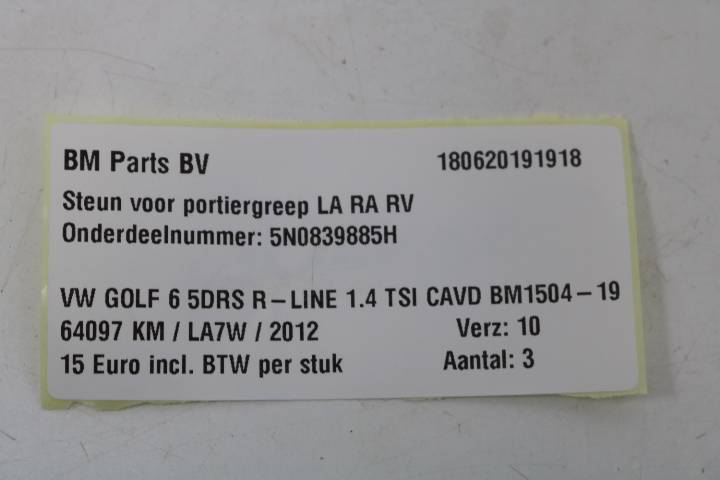 BM Parts BV 180620191918
Steun voor portiergreep LA RA RV
Onderdeelnummer: 5N0839885H
VW GOLF 6 5DRS R-LINE 1.4 TSI CAVD BM1504-19
64097 KM / LA7W / 2012 Verz: 10
15 Euro incl. BTW per stuk Aantal: 3